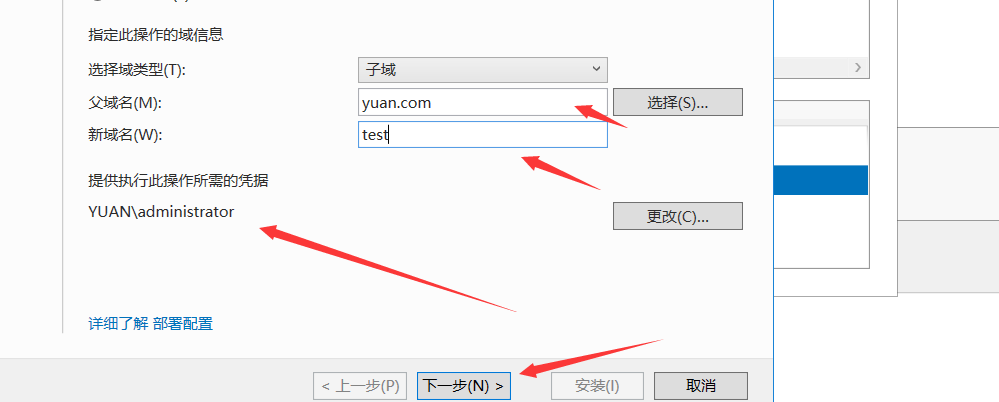 指定此操作的域信息
选择域类型(T): 子域
父域名(M): yuan.com 选择(S)...
新域名(W): test
提供执行此操作所需的凭据
YUAN\administrator 更改(C)...
详细了解 部署配置
< 上一步(P) 下一步(N) > 安装(I) 取消